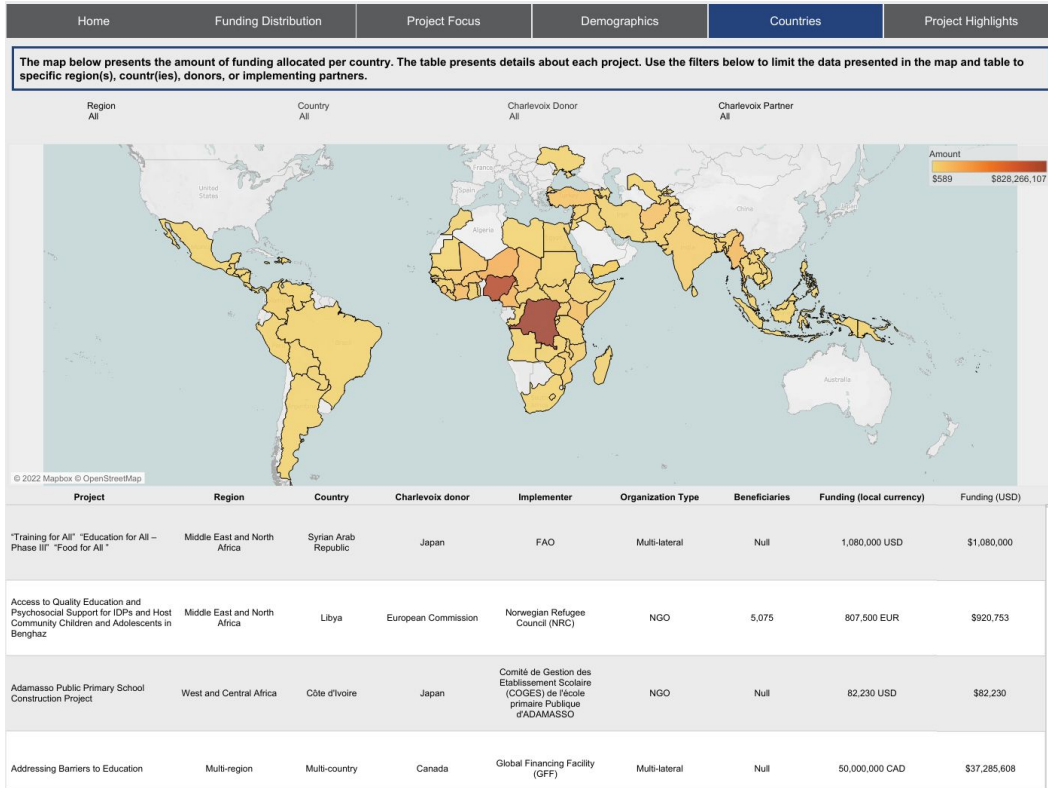 Home Funding Distribution Project Focus Demographics Countries Project Highlights
The map below presents the amount of funding allocated per country. The table presents details about each project. Use the filters below to limit the data presented in the map and table to
specific region(s), countr(ies), donors, or implementing partners.
Region Country Charlevoix Donor Charlevoix Partner
All All All All
Amount
$589 $828,266,107
United
States
France
Spain
Algeria
China
Australia
© 2022 Mapbox © OpenStreetMap
Project Region Country Charlevoix donor Implementer Organization Type Beneficiaries Funding (local currency) Funding (USD)
"Training for All" "Education for All –
Phase III" "Food for All "
Middle East and North
Africa
Syrian Arab
Republic
Japan
FAO
Multi-lateral
Null
1,080,000 USD
$1,080,000
Access to Quality Education and
Psychosocial Support for IDPs and Host
Community Children and Adolescents in
Benghaz
Middle East and North
Africa
Libya
European Commission
Norwegian Refugee
Council (NRC)
NGO
5,075
807,500 EUR
$920,753
Adamasso Public Primary School
Construction Project
West and Central Africa
Côte d'Ivoire
Japan
Comité de Gestion des
Etablissement Scolaire
(COGES) de l'école
primaire Publique
d'ADAMASSO
NGO
Null
82,230 USD
$82,230
Addressing Barriers to Education
Multi-region
Multi-country
Canada
Global Financing Facility
(GFF)
Multi-lateral
Null
50,000,000 CAD
$37,285,608